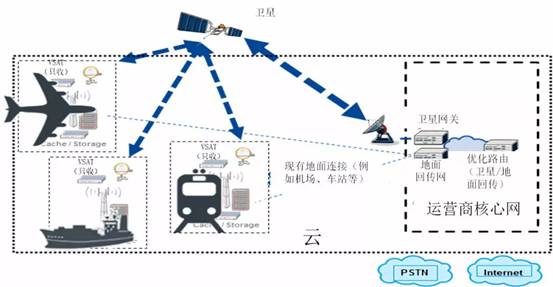 卫星
VSAT
（只收）
Cache / Storage
VSAT
（只收）
VSAT
（只收）
Cache / Storage
现有地面连接（例
如机场、车站等）
卫星网关
地面
回传网
优化路由
（卫星/地
面回传）
运营商核心网
云
PSTN
Internet